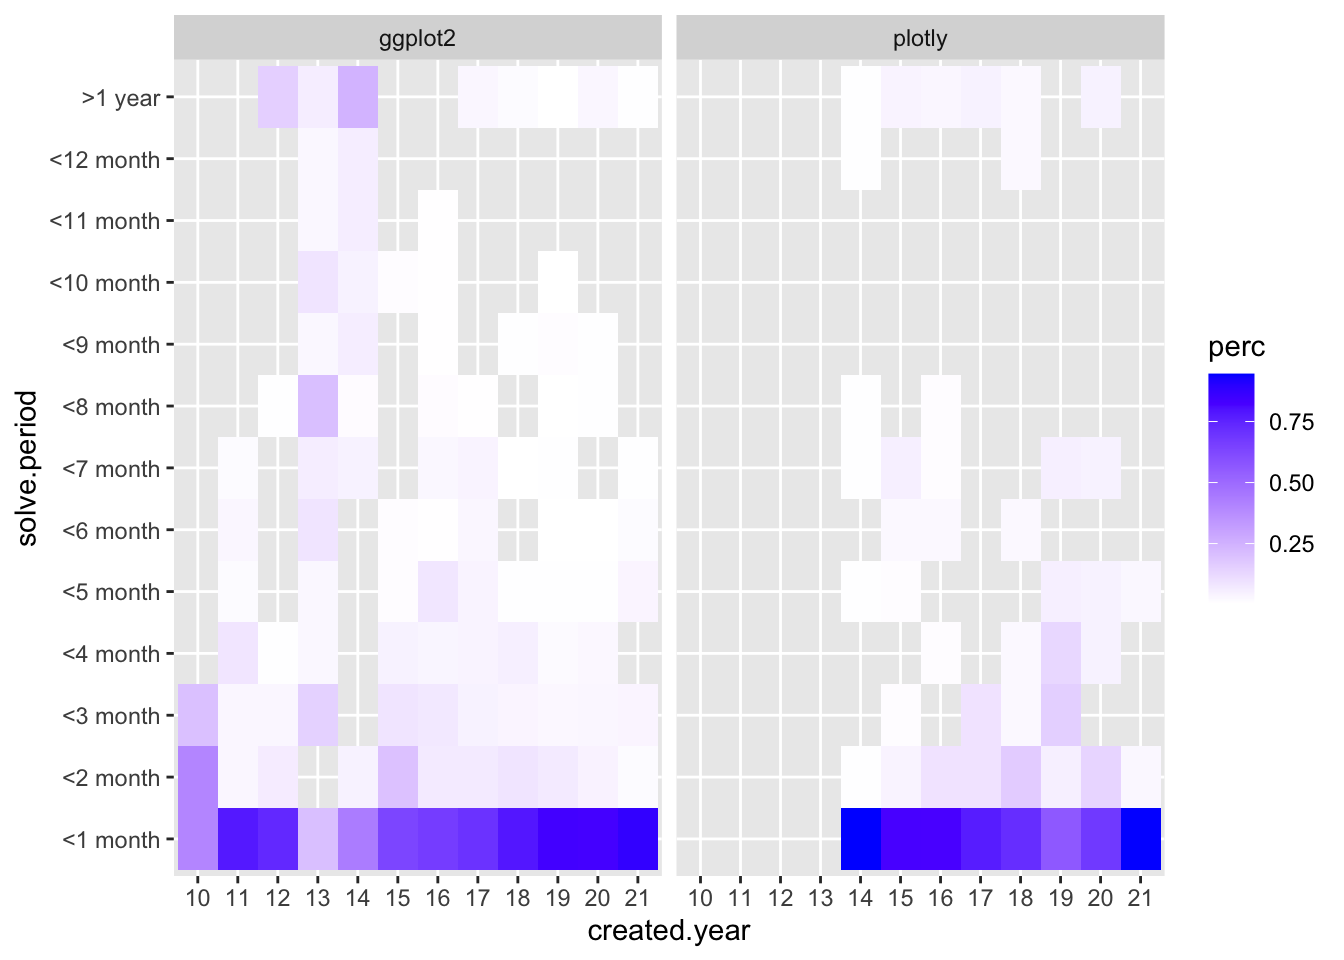 ggplot2 plotly
>1 year
<12 month
<11 month
<10 month
<9 month
<8 month
<7 month
<6 month
<5 month
<4 month
<3 month
<2 month
<1 month
solve.period
10 11 12 13 14 15 16 17 18 19 20 21 10 11 12 13 14 15 16 17 18 19 20 21
created.year
perc
0.75
0.50
0.25